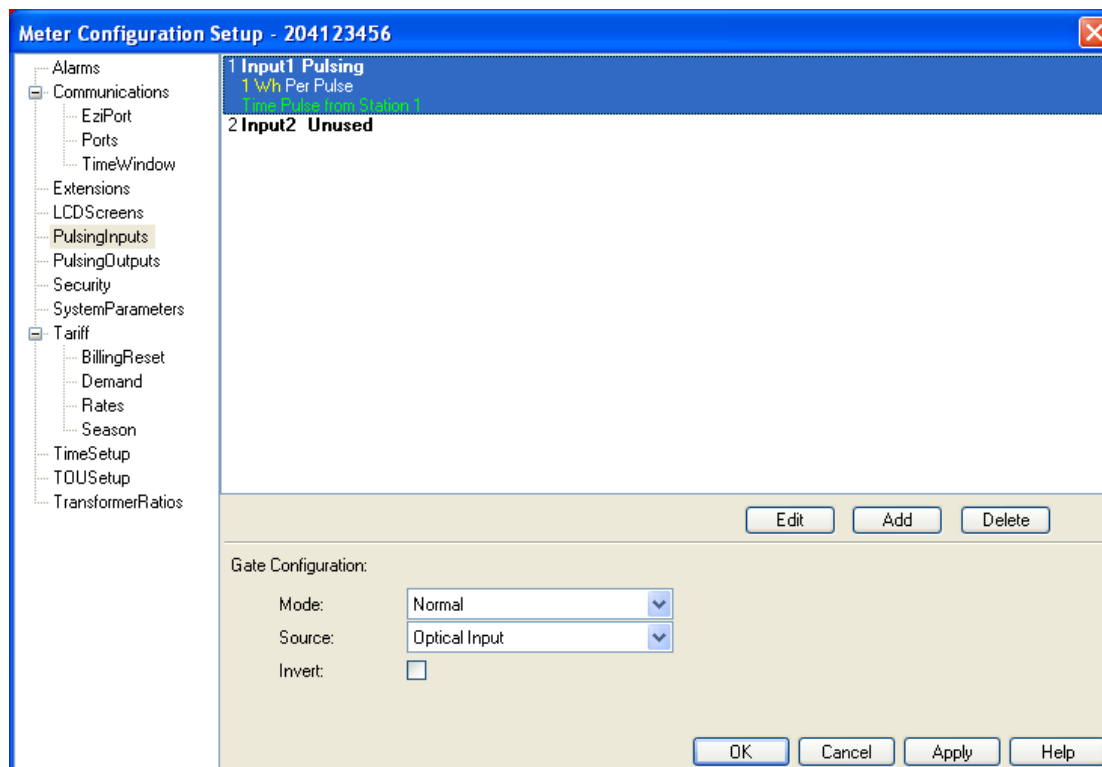 Meter Configuration Setup - 204123456
Alarms
Communications
EziPort
Ports
TimeWindow
Extensions
LCDScreens
PulsingInputs
PulsingOutputs
Security
SystemParameters
Tariff
BillingReset
Demand
Rates
Season
TimeSetup
TOUSetup
TransformerRatios
1 Input1 Pulsing
1 Wh Per Pulse
Time Pulse from Station 1
2 Input2 Unused
Edit Add Delete
Gate Configuration:
Mode: Normal
Source: Optical Input
Invert:
OK Cancel Apply Help